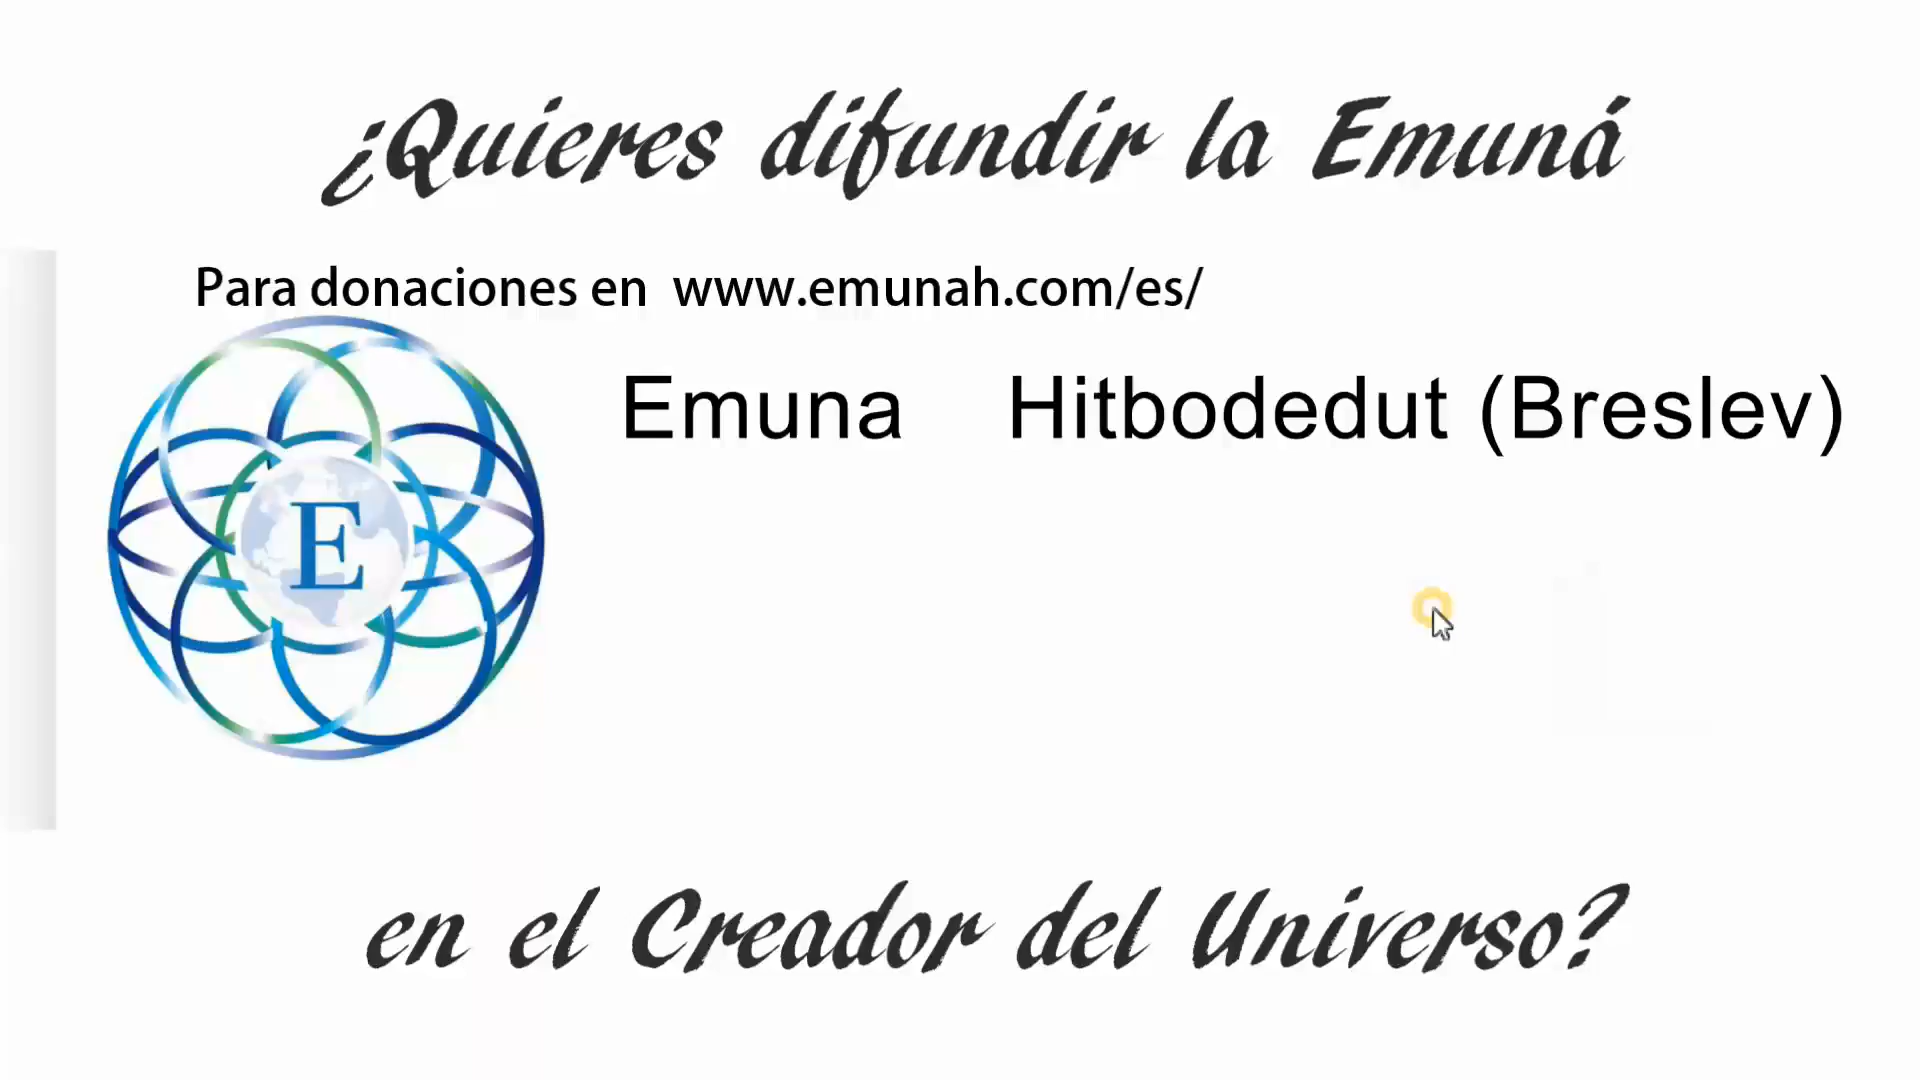 ¿Quieres difundir la Emuná
Para donaciones en www.emunah.com/es/
Emuna Hitbodedut (Breslev)
E
en el Creador del Universo?